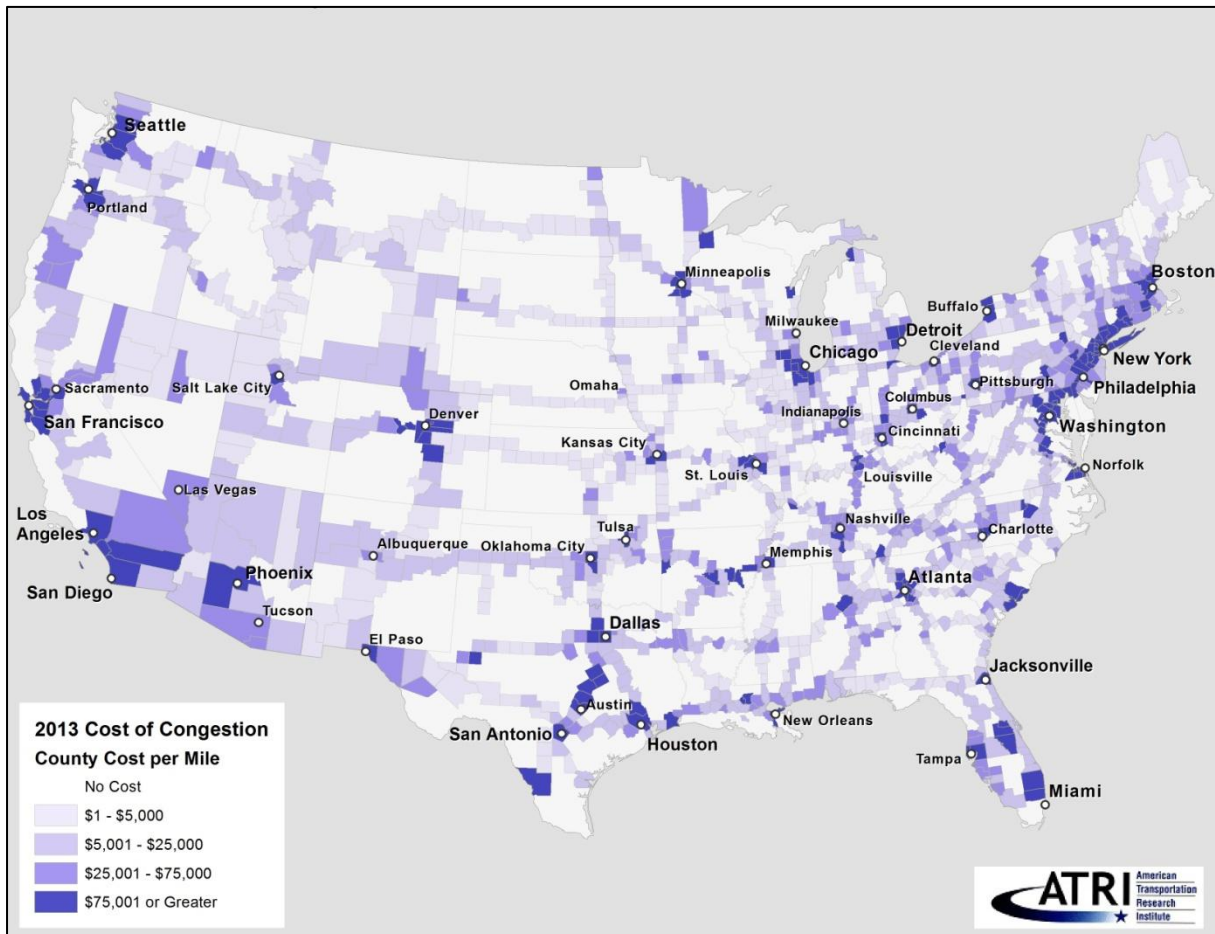 Seattle
Portland
Minneapolis
Boston
Buffalo
Milwaukee
Detroit
Cleveland
Chicago
New York
Sacramento
Salt Lake City
Omaha
Pittsburgh
Philadelphia
San Francisco
Denver
Indianapolis
Columbus
Cincinnati
Washington
Kansas City
St. Louis
Louisville
Norfolk
Las Vegas
Los
Angeles
Albuquerque
Oklahoma City
Tulsa
Nashville
Charlotte
Memphis
San Diego
Phoenix
Atlanta
Tucson
El Paso
Dallas
Jacksonville
Austin
San Antonio
Houston
New Orleans
Tampa
Miami
2013 Cost of Congestion
County Cost per Mile
No Cost
$1 - $5,000
$5,001 - $25,000
$25,001 - $75,000
$75,001 or Greater
ATRI
American
Transportation
Research
Institute